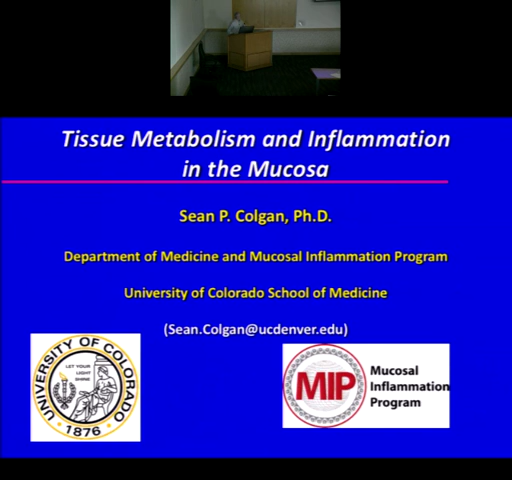 Tissue Metabolism and Inflammation
in the Mucosa
Sean P. Colgan, Ph.D.
Department of Medicine and Mucosal Inflammation Program
University of Colorado School of Medicine
(Sean.Colgan@ucdenver.edu)
UNIVERSITY OF COLORADO
LET YOUR
LIGHT
SHINE
1876
MIP
Mucosal
Inflammation
Program